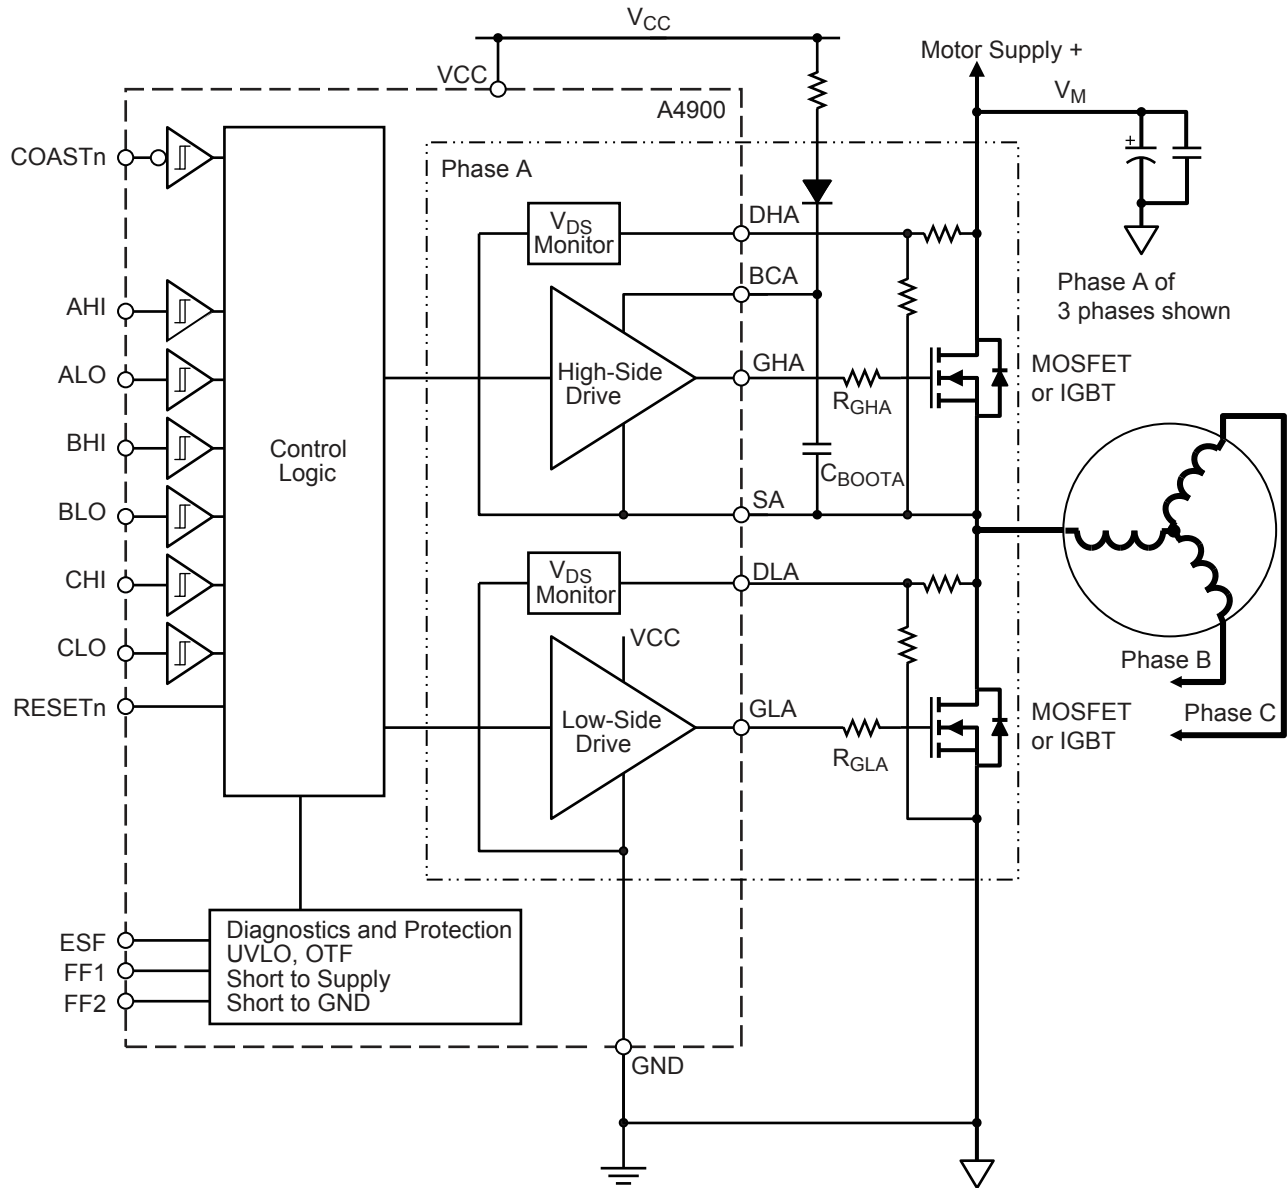 VCC
Motor Supply +
VCC
VM
A4900
COASTn
Phase A
VDS
Monitor
DHA
BCA
Phase A of
3 phases shown
AHI
ALO
BHI
BLO
CHI
CLO
RESETn
Control
Logic
High-Side
Drive
GHA
RGHA
MOSFET
or IGBT
CBOOTA
SA
VDS
Monitor
DLA
VCC
Low-Side
Drive
GLA
RGLA
MOSFET
or IGBT
Phase B
Phase C
ESF
FF1
FF2
Diagnostics and Protection
UVLO, OTF
Short to Supply
Short to GND
GND
+